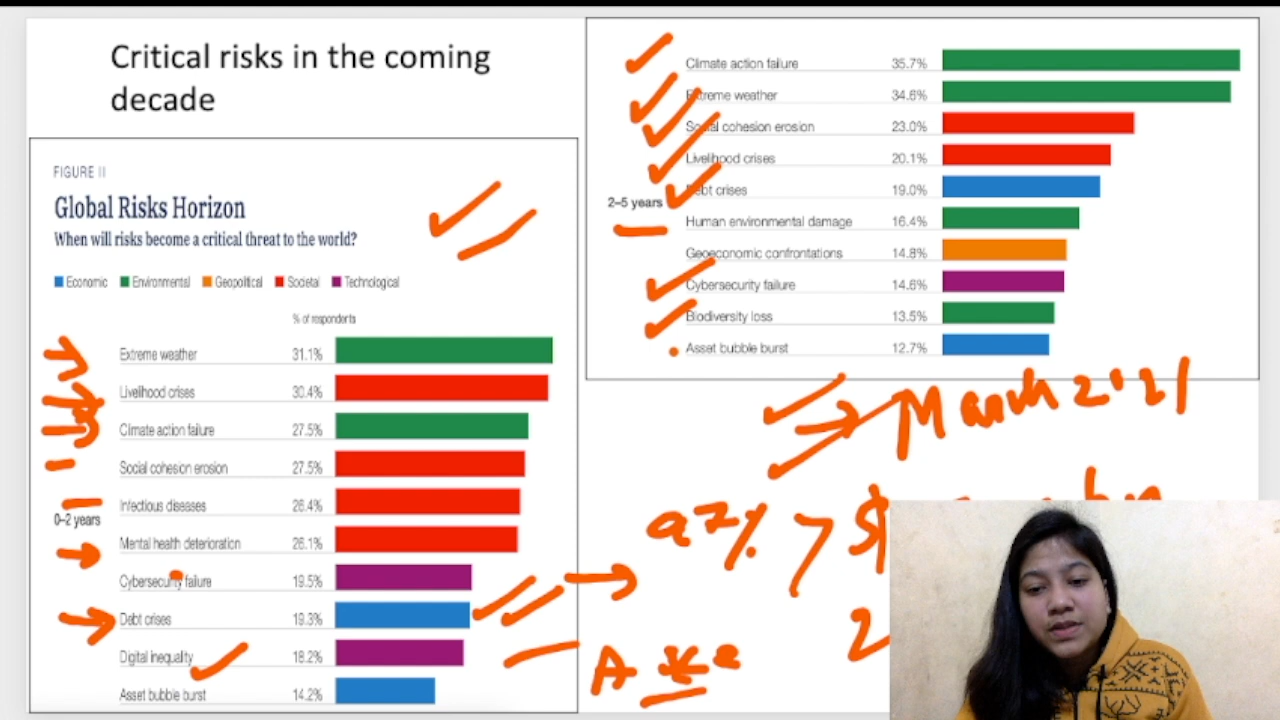 Critical risks in the coming
decade
FIGURE II
Global Risks Horizon
When will risks become a critical threat to the world?
Economic Environmental Geopolitical Societal Technological
% of respondents
0–2 years
Extreme weather 31.1%
Livelihood crises 30.4%
Climate action failure 27.5%
Social cohesion erosion 27.5%
Infectious diseases 26.4%
Mental health deterioration 26.1%
Cybersecurity failure 19.5%
Debt crises 19.3%
Digital inequality 18.2%
Asset bubble burst 14.2%
2–5 years
Climate action failure 35.7%
Extreme weather 34.6%
Social cohesion erosion 23.0%
Livelihood crises 20.1%
Debt crises 19.0%
Human environmental damage 16.4%
Geoeconomic confrontations 14.8%
Cybersecurity failure 14.6%
Biodiversity loss 13.5%
Asset bubble burst 12.7%
March 2021